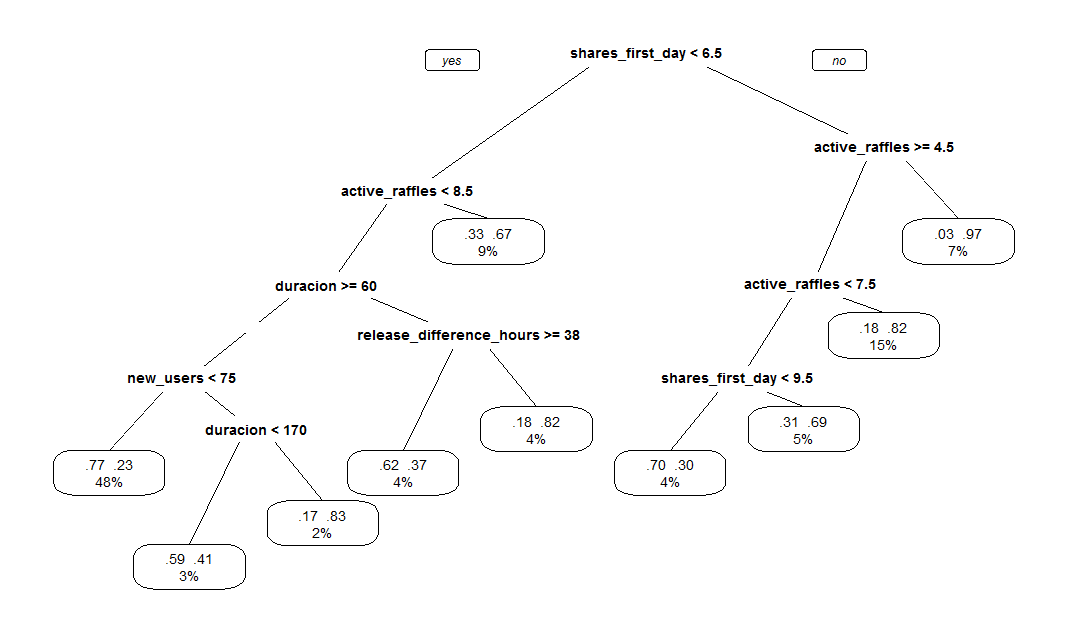 shares_first_day < 6.5
yes
no
active_raffles >= 4.5
active_raffles < 8.5
.33 .67
9%
.03 .97
7%
duracion >= 60
active_raffles < 7.5
release_difference_hours >= 38
.18 .82
15%
new_users < 75
shares_first_day < 9.5
duracion < 170
.18 .82
4%
.31 .69
5%
.77 .23
48%
.62 .37
4%
.70 .30
4%
.17 .83
2%
.59 .41
3%